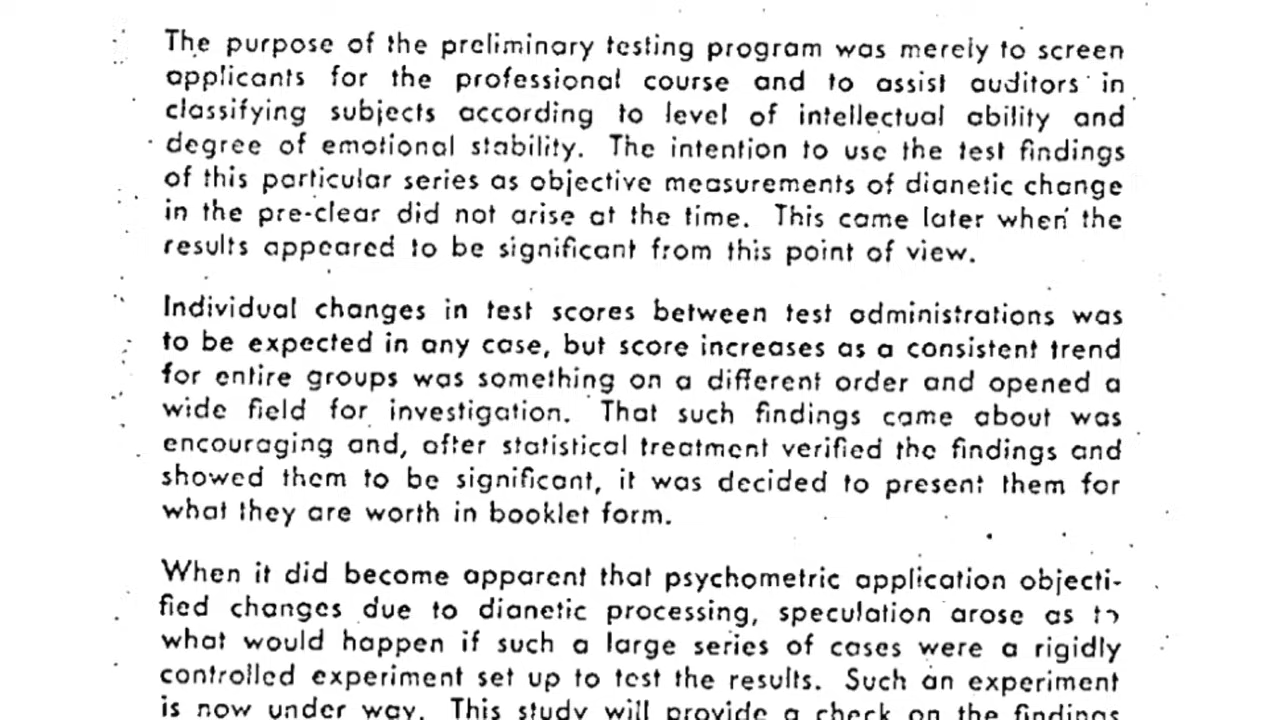 The purpose of the preliminary testing program was merely to screen
applicants for the professional course and to assist auditors in
classifying subjects according to level of intellectual ability and
degree of emotional stability. The intention to use the test findings
of this particular series as objective measurements of dianetic change
in the pre-clear did not arise at the time. This came later when the
results appeared to be significant from this point of view.
Individual changes in test scores between test administrations was
to be expected in any case, but score increases as a consistent trend
for entire groups was something on a different order and opened a
wide field for investigation. That such findings came about was
encouraging and, after statistical treatment verified the findings and
showed them to be significant, it was decided to present them for
what they are worth in booklet form.
When it did become apparent that psychometric application objecti-
fied changes due to dianetic processing, speculation arose as to
what would happen if such a large series of cases were a rigidly
controlled experiment set up to test the results. Such an experiment
is now under way. This study will provide a check on the findings